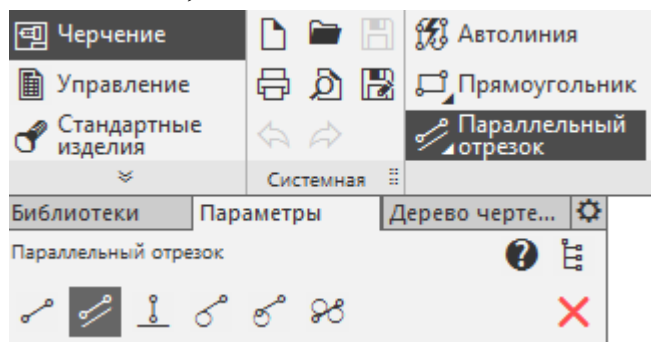 Черчение
Автолиния
Управление
Прямоугольник
Стандартные
изделия
Параллельный
отрезок
Системная
Библиотеки
Параметры
Дерево черте...
Параллельный отрезок